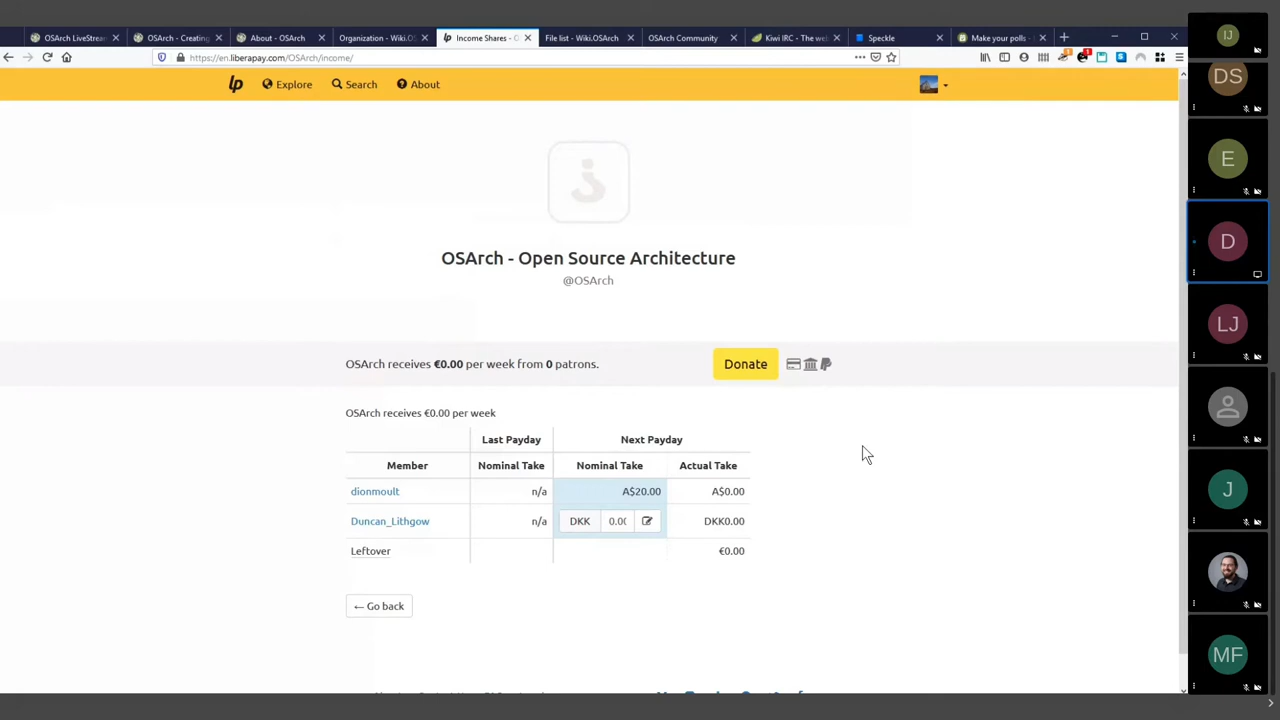 OSArch LiveStream
OSArch - Creating
About - OSArch
Organization - Wiki.OS
Income Shares - O
File list - Wiki.OSArch
OSArch Community
Kiwi IRC - The we
Speckle
Make your polls -
https://en.liberapay.com/OSArch/income/
lp
Explore
Search
About
OSArch - Open Source Architecture
@OSArch
OSArch receives €0.00 per week from 0 patrons.
Donate
OSArch receives €0.00 per week
Last Payday
Next Payday
Member
Nominal Take
Nominal Take
Actual Take
dionmoult
n/a
A$20.00
A$0.00
Duncan_Lithgow
n/a
DKK
0.00
DKK0.00
Leftover
€0.00
← Go back
IJ
DS
E
D
LJ
J
MF